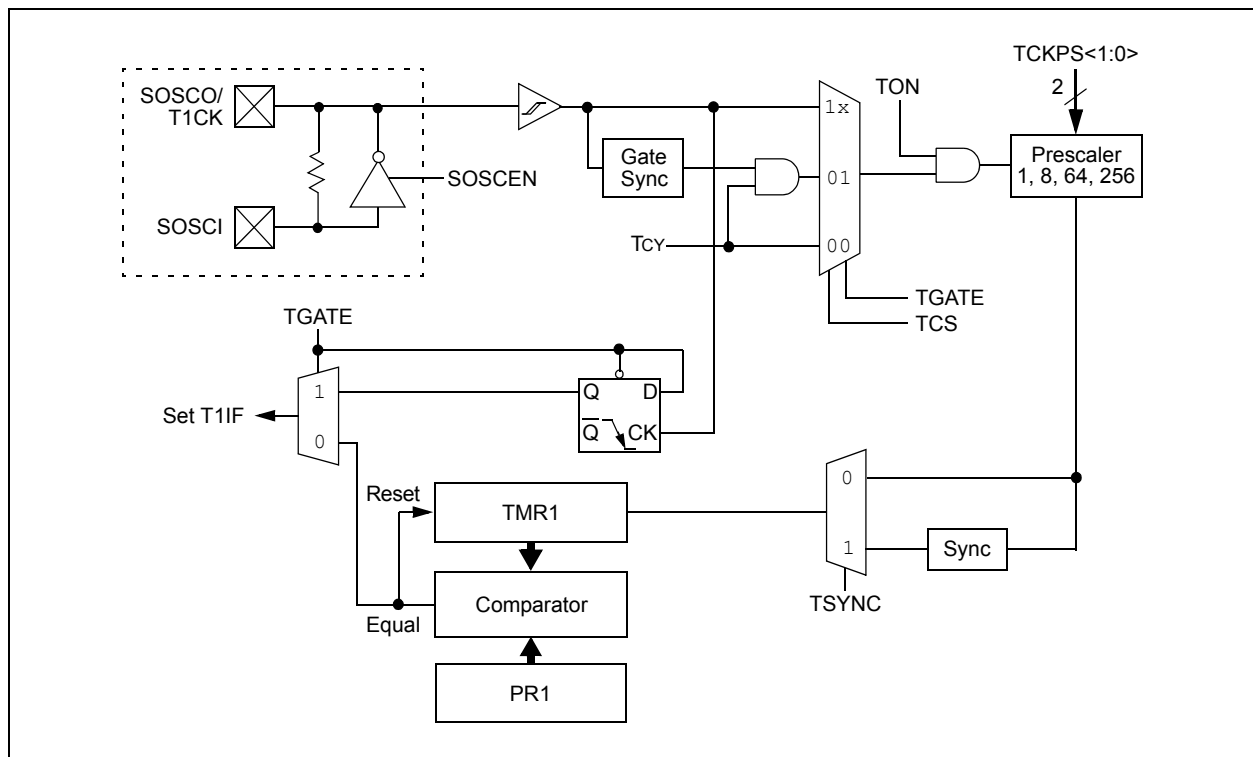 TCKPS<1:0>
2
SOSCO/
T1CK
TON
1x
Gate
Sync
Prescaler
1, 8, 64, 256
SOSCEN
01
SOSCI
TCY
00
TGATE
TCS
TGATE
1
Q
D
Set T1IF
Q
CK
0
Reset
TMR1
0
1
Sync
TSYNC
Comparator
Equal
PR1